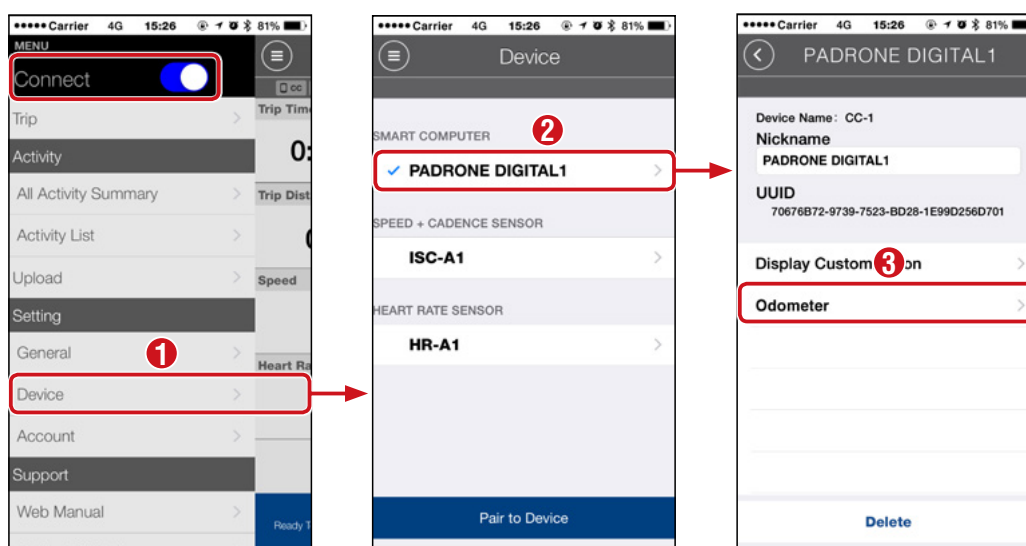 •••••Carrier 4G 15:26 81%
MENU
Connect
Trip
Activity
All Activity Summary
Activity List
Upload
Setting
General
1
Device
Account
Support
Web Manual
CC
Trip Tim
0:
Trip Dist
Speed
Heart Ra
Ready T
•••••Carrier 4G 15:26 81%
Device
SMART COMPUTER
2
PADRONE DIGITAL1
SPEED + CADENCE SENSOR
ISC-A1
HEART RATE SENSOR
HR-A1
Pair to Device
•••••Carrier 4G 15:26 81%
PADRONE DIGITAL1
Device Name: CC-1
Nickname
PADRONE DIGITAL1
UUID
70676B72-9739-7523-BD28-1E99D256D701
Display Custom on
3
Odometer
Delete